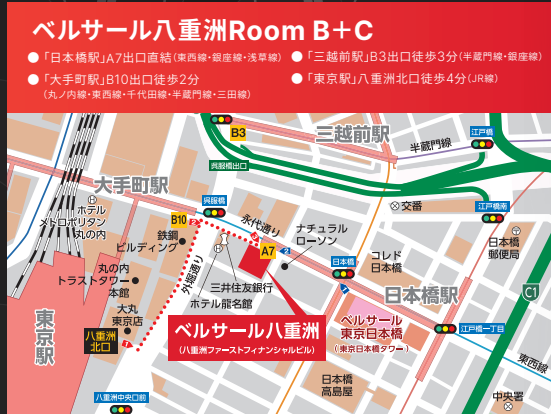 ベルサール八重洲Room B+C
●「日本橋駅」A7出口直結(東西線・銀座線・浅草線)
●「三越前駅」B3出口徒歩3分(半蔵門線・銀座線)
●「大手町駅」B10出口徒歩2分
(丸ノ内線・東西線・千代田線・半蔵門線・三田線)
●「東京駅」八重洲北口徒歩4分(JR線)
B3
三越前駅
半蔵門線
江戸橋
呉服橋出口
大手町駅
ホテル
メトロポリタン
丸の内
呉服橋
B10
鉄鋼
ビルディング
永代通り
A7
ナチュラル
ローソン
交番
江戸橋南
日本橋
郵便局
丸の内
トラストタワー
本館
外堀通り
三井住友銀行
ホテル龍名館
日本橋
コレド
日本橋
日本橋駅
C1
大丸
東京店
東京駅
八重洲
北口
1
2
ベルサール八重洲
(八重洲ファーストフィナンシャルビル)
ベルサール
東京日本橋
(東京日本橋タワー)
江戸橋一丁目
東西線
日本橋
高島屋
八重洲中央口前
中央署